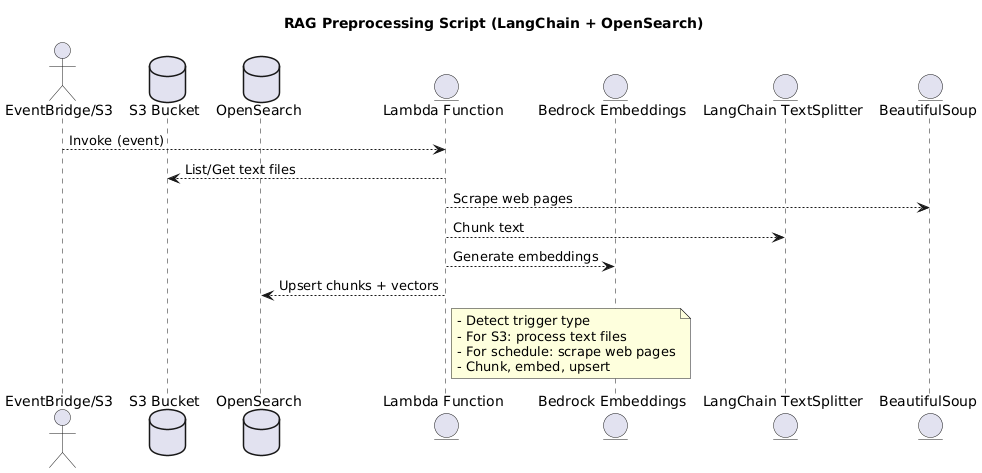 RAG Preprocessing Script (LangChain + OpenSearch)
EventBridge/S3
S3 Bucket
OpenSearch
Lambda Function
Bedrock Embeddings
LangChain TextSplitter
BeautifulSoup
Invoke (event)
List/Get text files
Scrape web pages
Chunk text
Generate embeddings
Upsert chunks + vectors
- Detect trigger type
- For S3: process text files
- For schedule: scrape web pages
- Chunk, embed, upsert
EventBridge/S3
S3 Bucket
OpenSearch
Lambda Function
Bedrock Embeddings
LangChain TextSplitter
BeautifulSoup